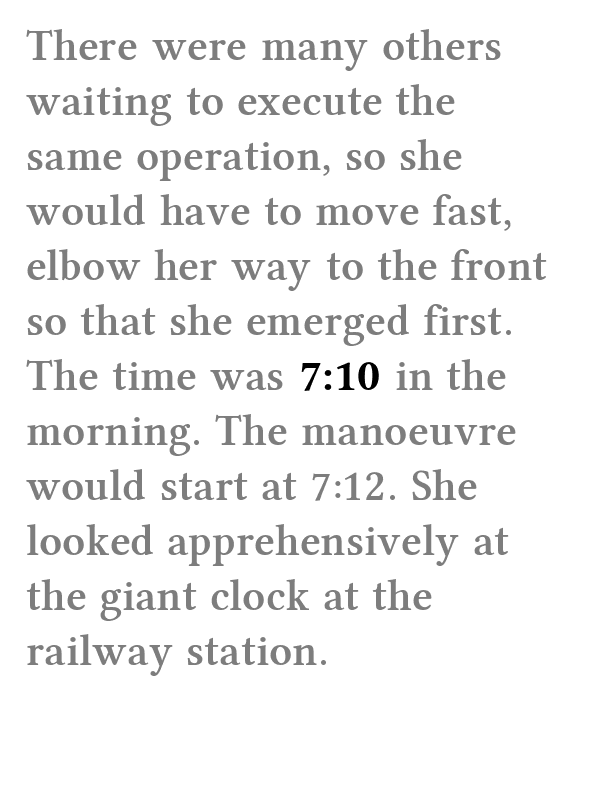 There were many others
waiting to execute the
same operation, so she
would have to move fast,
elbow her way to the front
so that she emerged first.
The time was 7:10 in the
morning. The manoeuvre
would start at 7:12. She
looked apprehensively at
the giant clock at the
railway station.